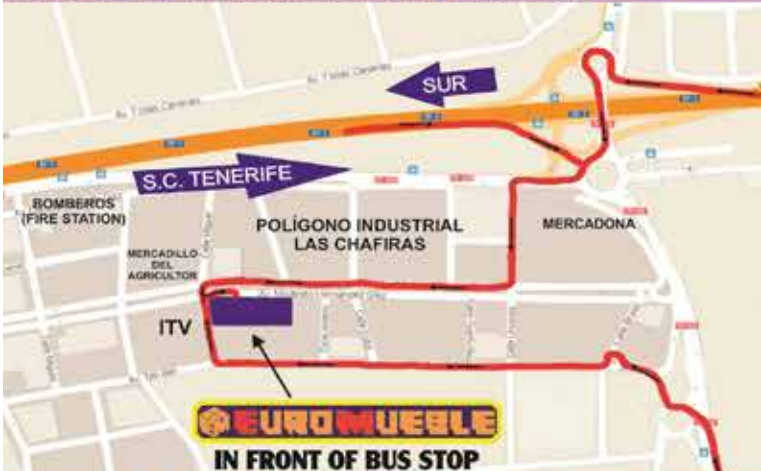 SUR
S.C. TENERIFE
BOMBEROS
(FIRE STATION)
POLÍGONO INDUSTRIAL
LAS CHAFIRAS
MERCADONA
MERCADILLO
DEL
AGRICULTOR
ITV
EUROMUEBLE
IN FRONT OF BUS STOP